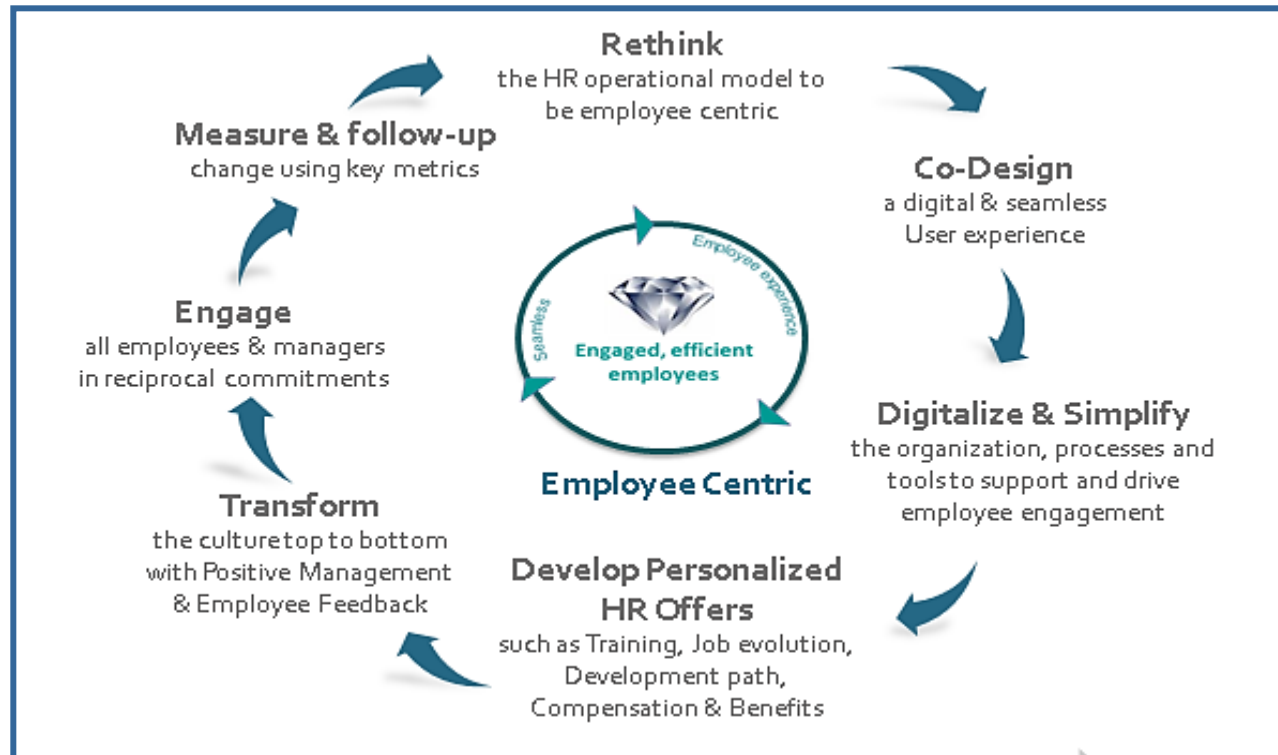 Rethink
the HR operational model to
be employee centric
Co-Design
a digital & seamless
User experience
Digitalize & Simplify
the organization, processes and
tools to support and drive
employee engagement
Develop Personalized
HR Offers
such as Training, Job evolution,
Development path,
Compensation & Benefits
Transform
the culture top to bottom
with Positive Management
& Employee Feedback
Engage
all employees & managers
in reciprocal commitments
Measure & follow-up
change using key metrics
Seamless
Employee experience
Engaged, efficient
employees
Employee Centric